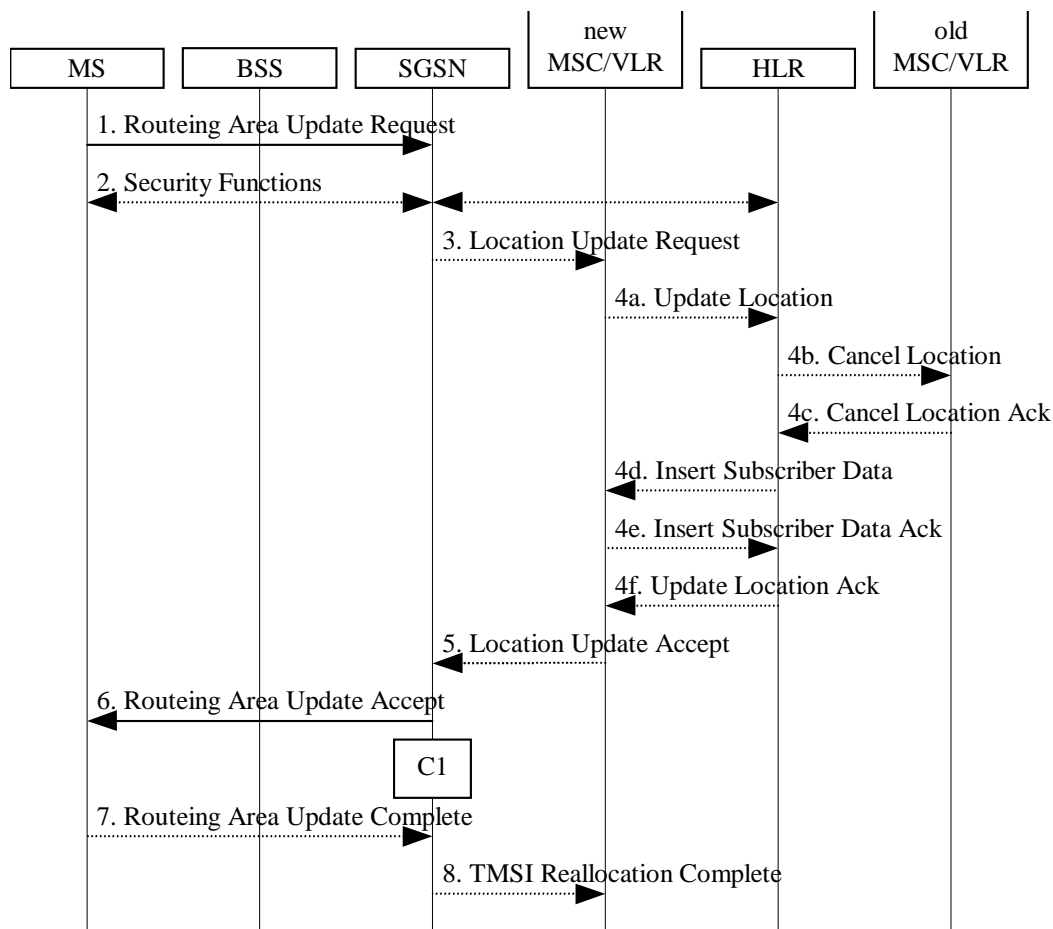 new
MSC/VLR
old
MSC/VLR
MS
BSS
SGSN
HLR
1. Routeing Area Update Request
2. Security Functions
3. Location Update Request
4a. Update Location
4b. Cancel Location
4c. Cancel Location Ack
4d. Insert Subscriber Data
4e. Insert Subscriber Data Ack
4f. Update Location Ack
5. Location Update Accept
6. Routeing Area Update Accept
C1
7. Routeing Area Update Complete
8. TMSI Reallocation Complete